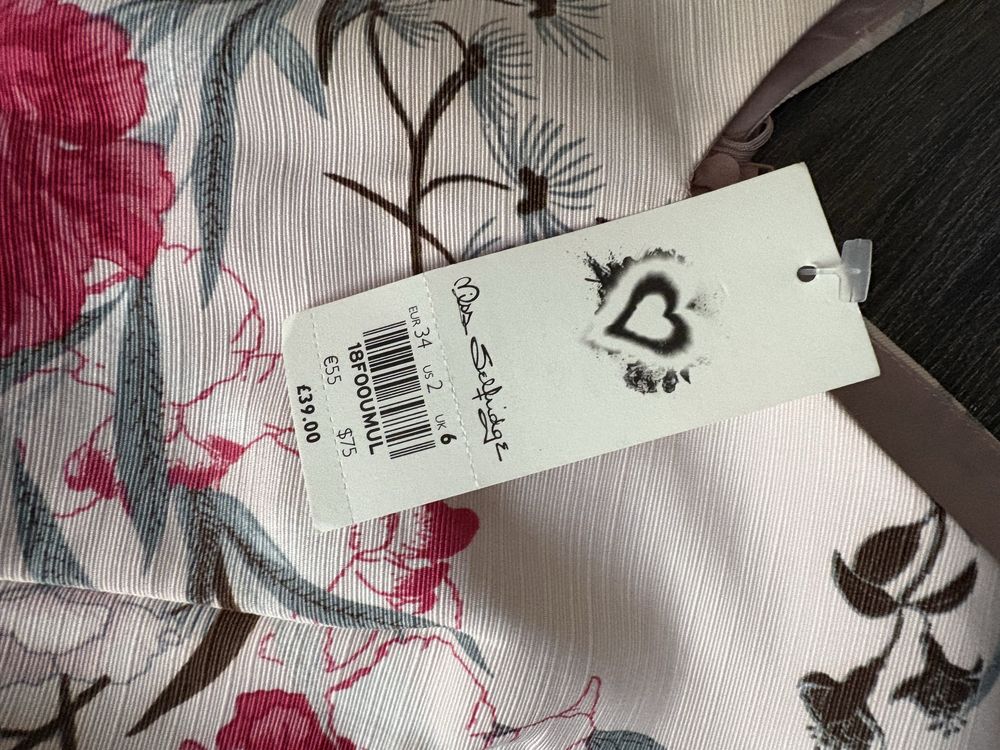 Miss Selfridge
EUR 34 US 2 UK 6
18F00UMUL
€55 $75
£39.00